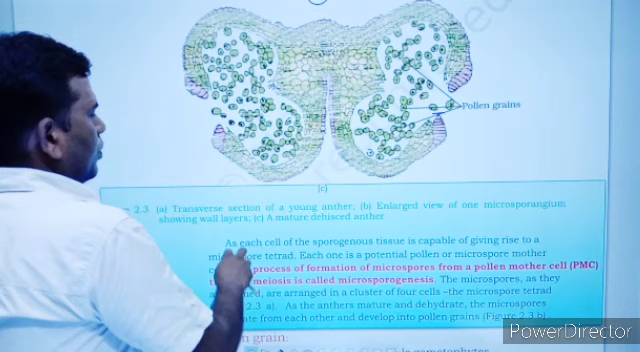 Pollen grains
(c)
2.3 (a) Transverse section of a young anther; (b) Enlarged view of one microsporangium
showing wall layers; (c) A mature dehisced anther
As each cell of the sporogenous tissue is capable of giving rise to a
tetrad. Each one is a potential pollen or microspore mother
process of formation of microspores from a pollen mother cell (PMC)
meiosis is called microsporogenesis. The microspores, as they
are arranged in a cluster of four cells –the microspore tetrad
2.3 a). As the anthers mature and dehydrate, the microspores
from each other and develop into pollen grains (Figure 2.3 b)
grain:
gametophytes
PowerDirector